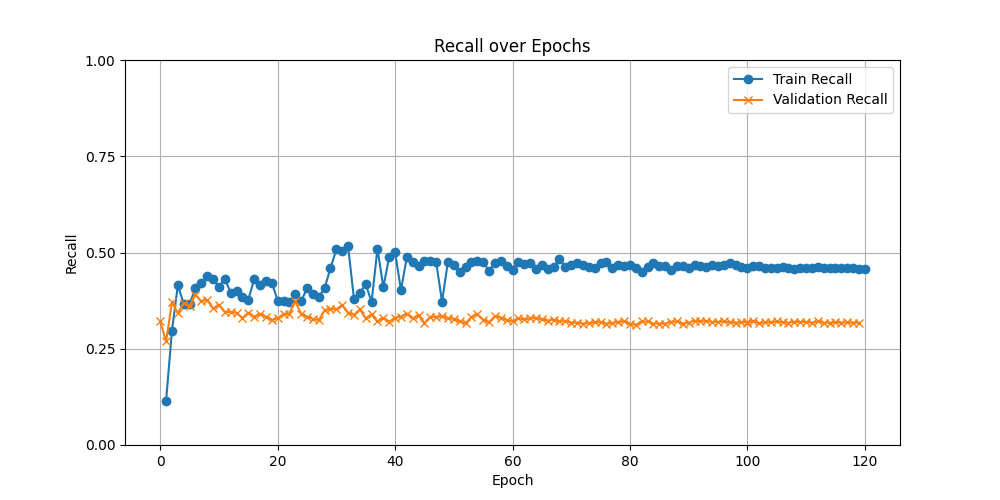 Recall over Epochs
1.00
0.75
0.50
0.25
0.00
Recall
Train Recall
Validation Recall
0 20 40 60 80 100 120
Epoch